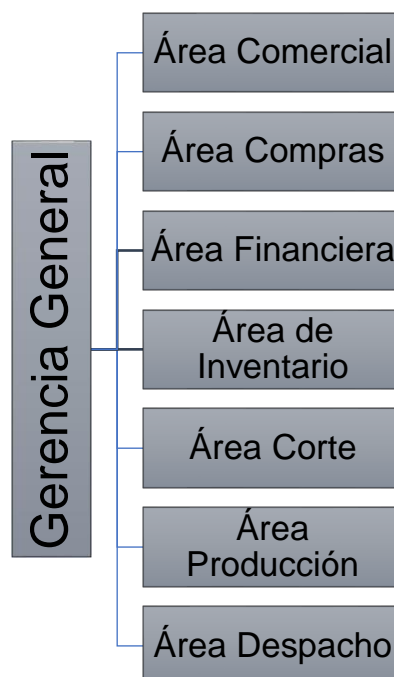 Gerencia General
Área Comercial
Área Compras
Área Financiera
Área de
Inventario
Área Corte
Área
Producción
Área Despacho